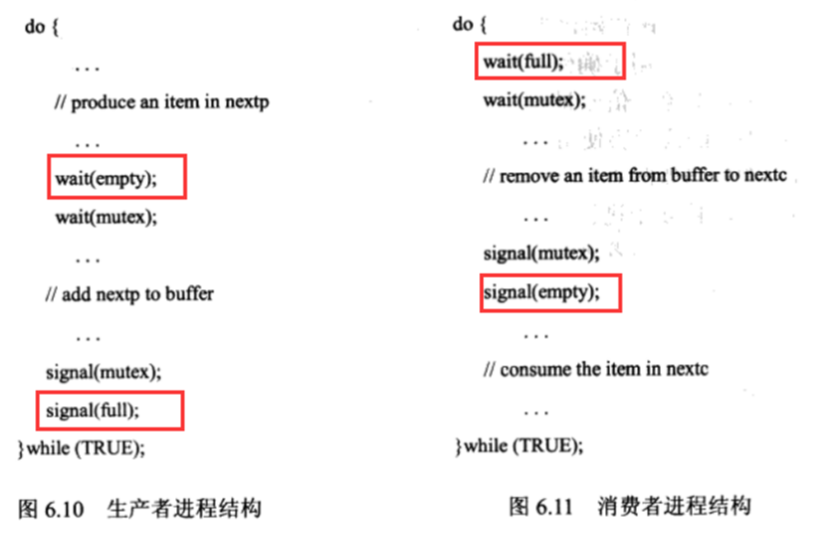 do {
...
// produce an item in nextp
...
wait(empty);
wait(mutex);
...
// add nextp to buffer
...
signal(mutex);
signal(full);
}while (TRUE);
图 6.10 生产者进程结构
do {
wait(full);
wait(mutex);
...
// remove an item from buffer to nextc
...
signal(mutex);
signal(empty);
...
// consume the item in nextc
...
}while (TRUE);
图 6.11 消费者进程结构